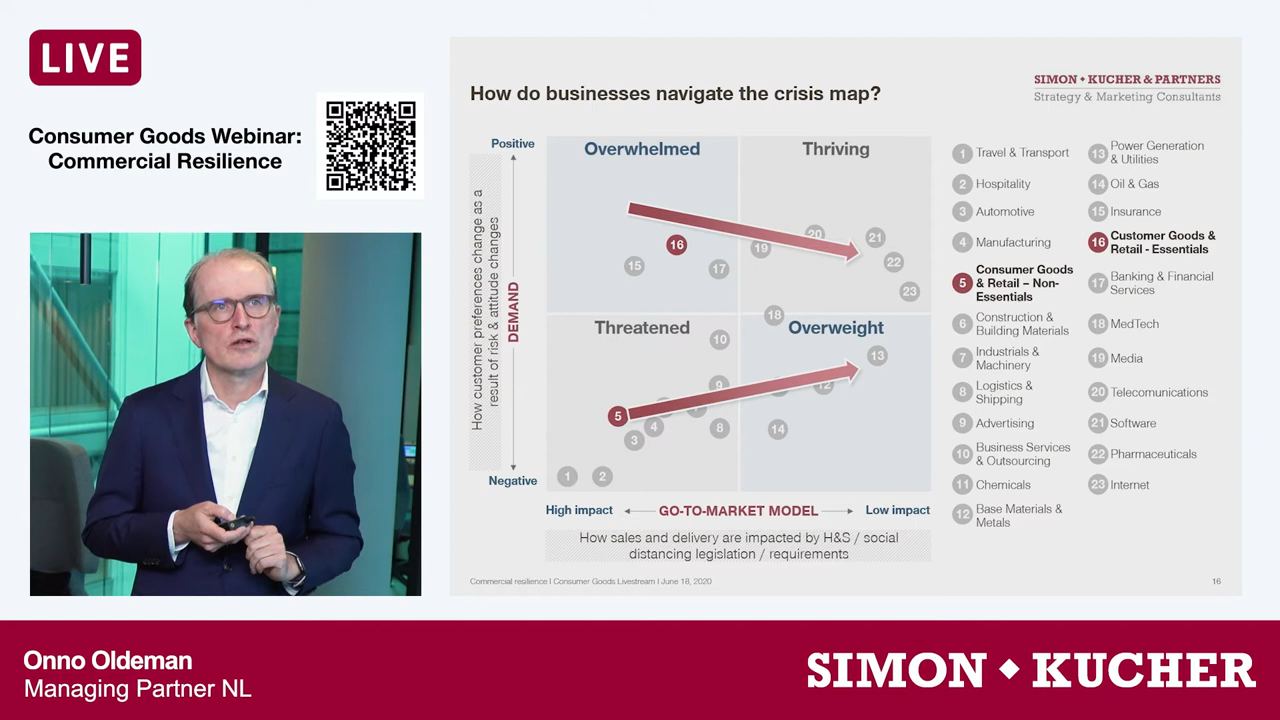 LIVE
Consumer Goods Webinar:
Commercial Resilience
How do businesses navigate the crisis map?
SIMON • KUCHER & PARTNERS
Strategy & Marketing Consultants
Positive
How customer preferences change as a
result of risk & attitude changes
DEMAND
Negative
Overwhelmed
Thriving
Threatened
Overweight
16
15
17
19
20
21
22
23
18
10
9
5
4
3
8
1
2
13
12
14
High impact
GO-TO-MARKET MODEL
Low impact
How sales and delivery are impacted by H&S / social
distancing legislation / requirements
1 Travel & Transport
2 Hospitality
3 Automotive
4 Manufacturing
5 Consumer Goods
& Retail – Non-
Essentials
6 Construction &
Building Materials
7 Industrials &
Machinery
8 Logistics &
Shipping
9 Advertising
10 Business Services
& Outsourcing
11 Chemicals
12 Base Materials &
Metals
13 Power Generation
& Utilities
14 Oil & Gas
15 Insurance
16 Customer Goods &
Retail - Essentials
17 Banking & Financial
Services
18 MedTech
19 Media
20 Telecomunications
21 Software
22 Pharmaceuticals
23 Internet
Commercial resilience I Consumer Goods Livestream I June 18, 2020
16
Onno Oldeman
Managing Partner NL
SIMON • KUCHER